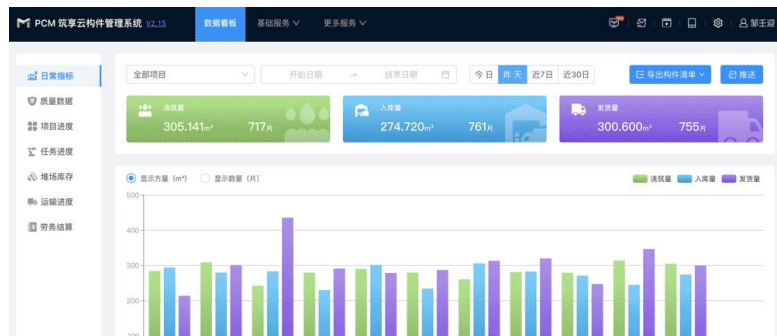 PCM 筑享云构件管理系统 V2.15 数据看板 基础服务 更多服务 邹王迎
日常指标
质量数据
项目进度
任务进度
堆场库存
运输进度
劳务结算
全部项目 开始日期 → 结束日期 今日 昨天 近7日 近30日 导出构件清单 推送
浇筑量 入库量 发货量
305.141m³ 717片 274.720m³ 761片 300.600m³ 755片
显示方量 (m³) 显示数量 (片) 浇筑量 入库量 发货量
500
400
300
200
100